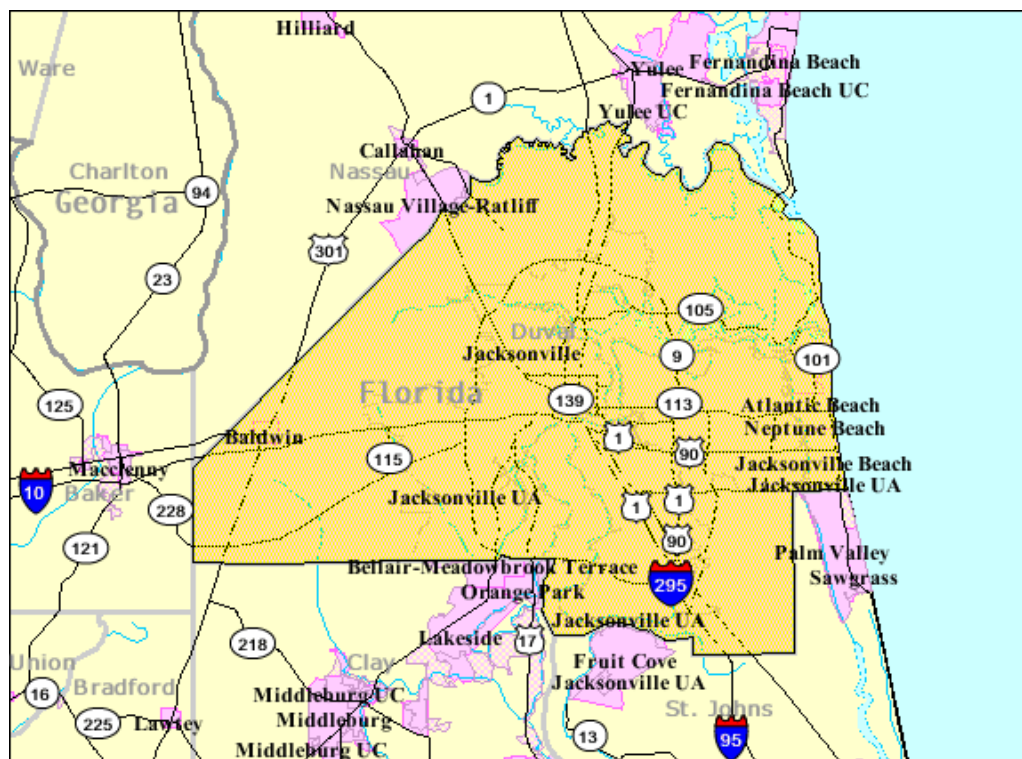 Hilliard
Ware
Yulee
Fernandina Beach
Fernandina Beach UC
1
Yulee UC
Callahan
Charlton
Nassau
94
Georgia
Nassau Village-Ratliff
301
23
105
Duval
Jacksonville
9
101
Florida
139
113
125
Atlantic Beach
Neptune Beach
Baldwin
1
90
115
Jacksonville Beach
Macclenny
10
Baker
Jacksonville UA
Jacksonville UA
1
1
228
121
90
Palm Valley
Bellair-Meadowbrook Terrace
Sawgrass
295
Orange Park
Jacksonville UA
218
Lakeside
17
Union
Clay
Fruit Cove
Jacksonville UA
Bradford
16
Middleburg UC
St. Johns
225
Lawtey
Middleburg
13
95
Middleburg UC